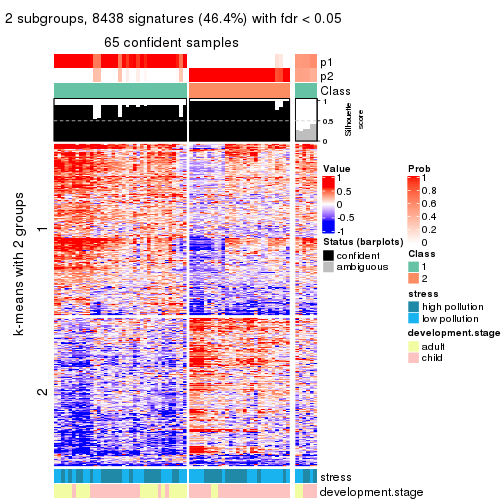 2 subgroups, 8438 signatures (46.4%) with fdr < 0.05
65 confident samples
p1
p2
Class
1
0.5
0
Silhouette
score
k-means with 2 groups
1
2
stress
development.stage
Value
1
0.5
0
-0.5
-1
Status (barplots)
confident
ambiguous
Prob
1
0.8
0.6
0.4
0.2
0
Class
1
2
stress
high pollution
low pollution
development.stage
adult
child